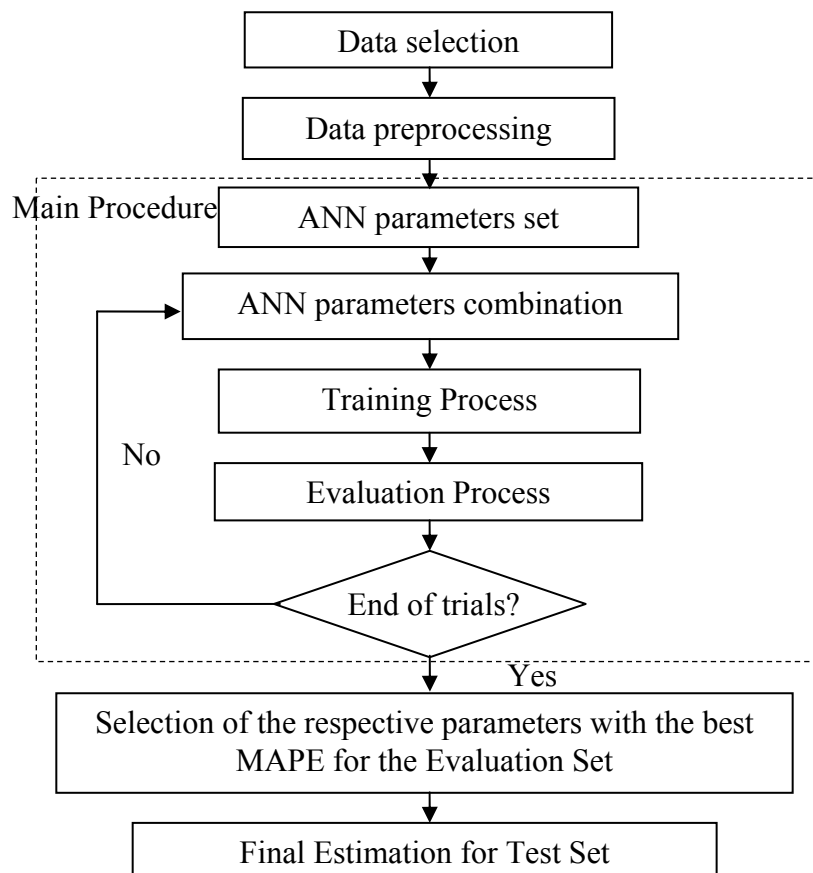 Data selection
Data preprocessing
Main Procedure
ANN parameters set
ANN parameters combination
Training Process
No
Evaluation Process
End of trials?
Yes
Selection of the respective parameters with the best
MAPE for the Evaluation Set
Final Estimation for Test Set